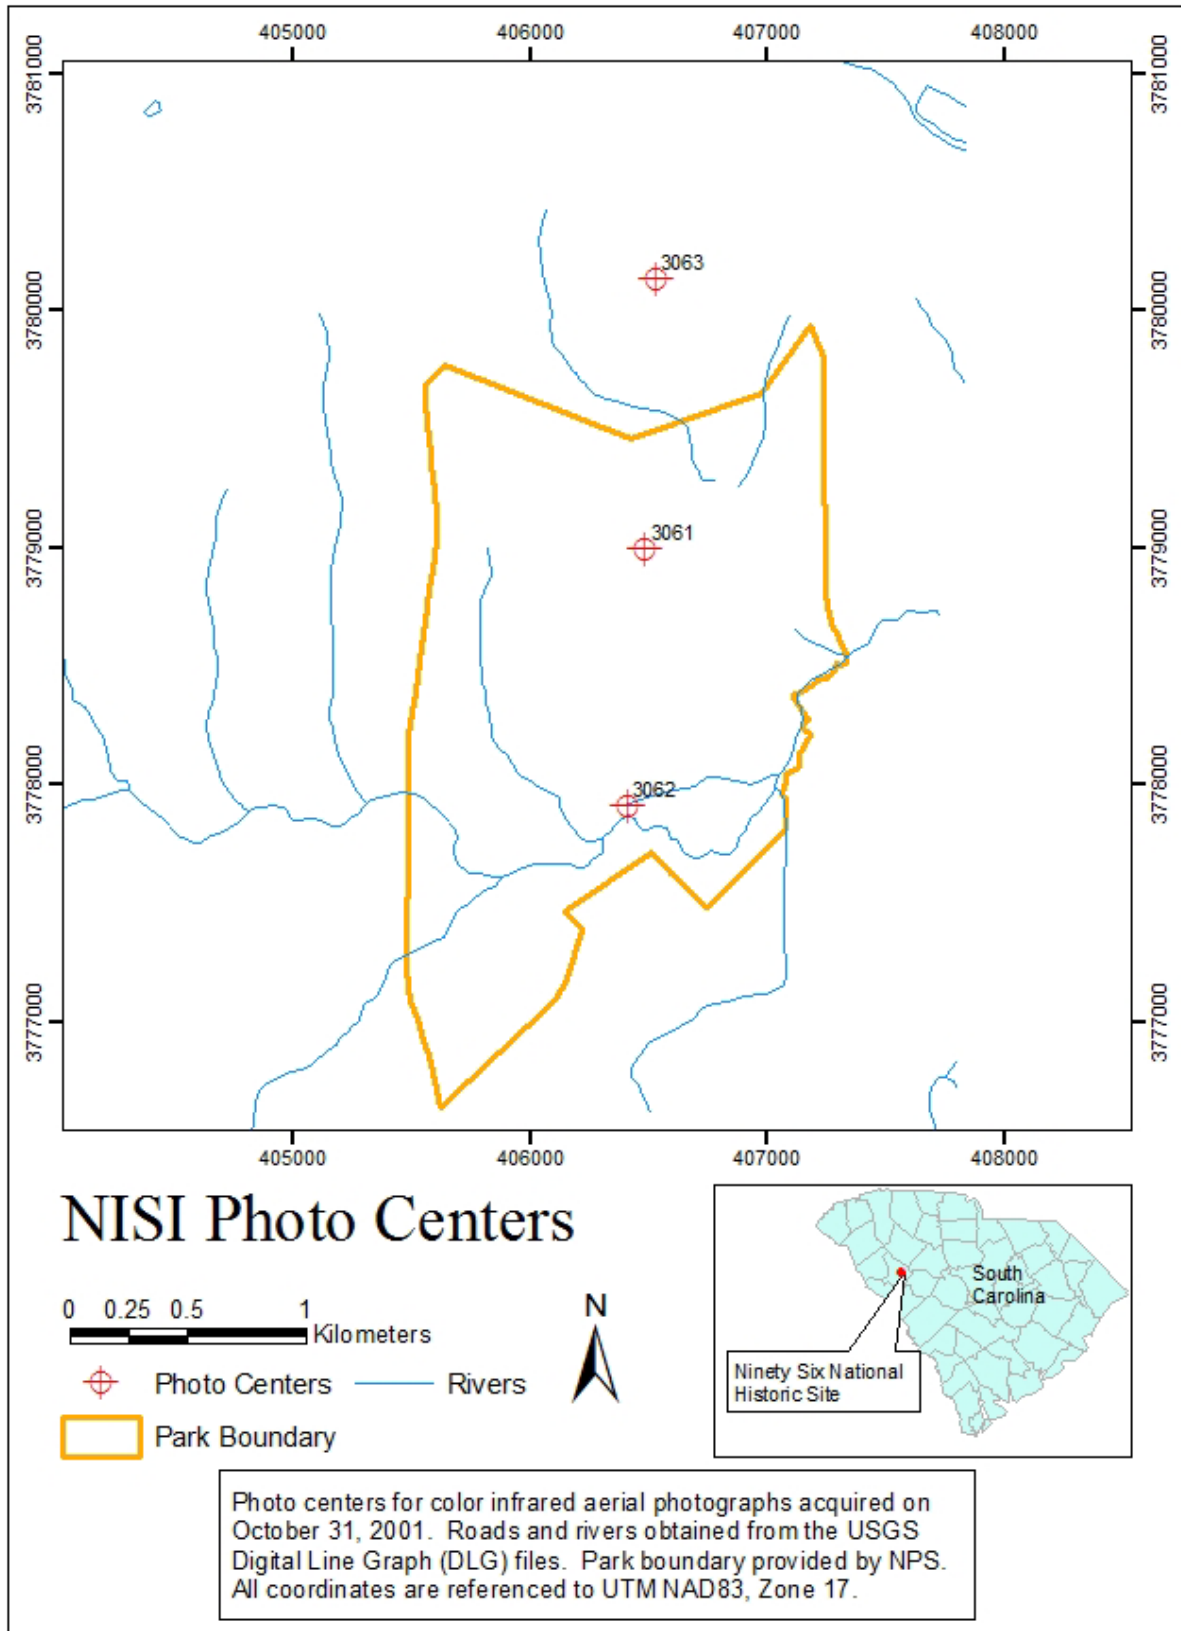 405000 406000 407000 408000
3781000 3781000
3063
3780000 3780000
3061
3779000 3779000
3062
3778000 3778000
3777000 3777000
405000 406000 407000 408000
NISI Photo Centers
0 0.25 0.5 1
Kilometers
N
Photo Centers
Rivers
Park Boundary
South
Carolina
Ninety Six National
Historic Site
Photo centers for color infrared aerial photographs acquired on
October 31, 2001. Roads and rivers obtained from the USGS
Digital Line Graph (DLG) files. Park boundary provided by NPS.
All coordinates are referenced to UTM NAD83, Zone 17.